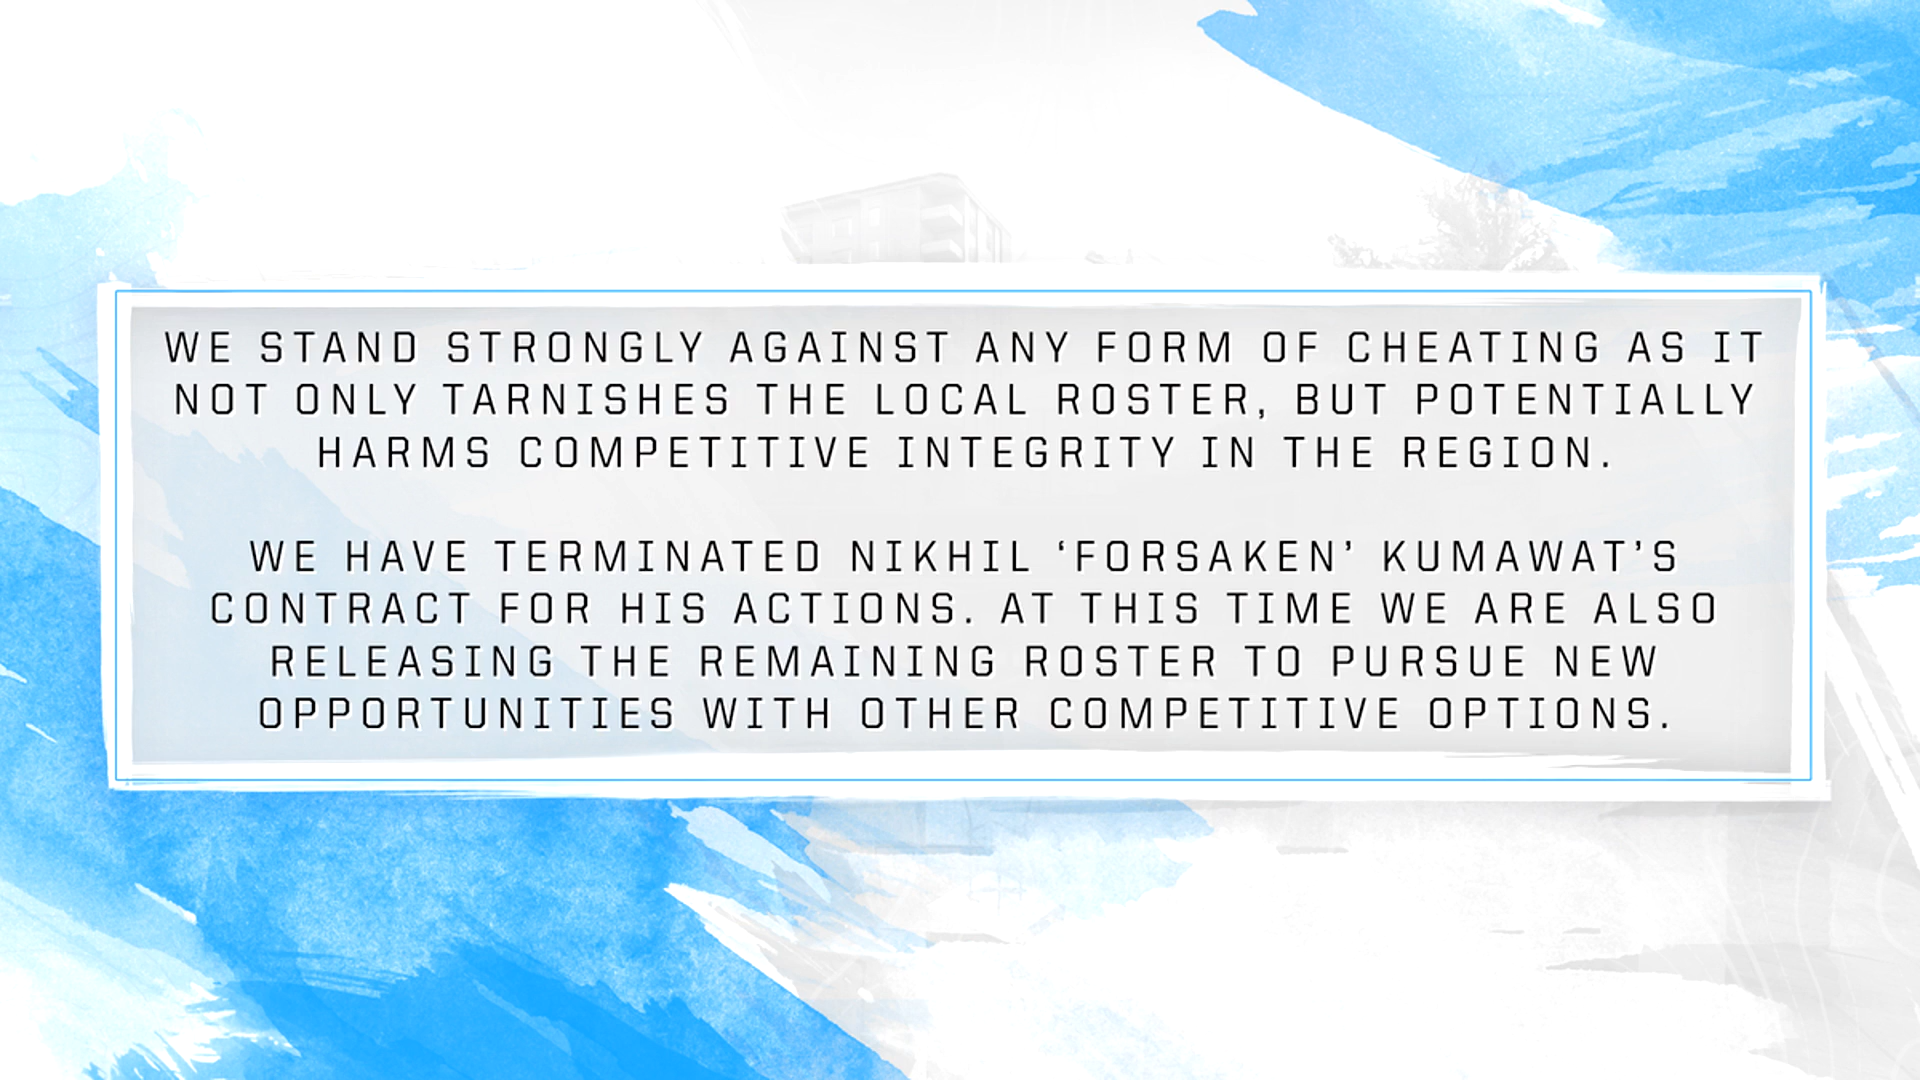 WE STAND STRONGLY AGAINST ANY FORM OF CHEATING AS IT
NOT ONLY TARNISHES THE LOCAL ROSTER, BUT POTENTIALLY
HARMS COMPETITIVE INTEGRITY IN THE REGION.
WE HAVE TERMINATED NIKHIL ‘FORSAKEN’ KUMAWAT’S
CONTRACT FOR HIS ACTIONS. AT THIS TIME WE ARE ALSO
RELEASING THE REMAINING ROSTER TO PURSUE NEW
OPPORTUNITIES WITH OTHER COMPETITIVE OPTIONS.